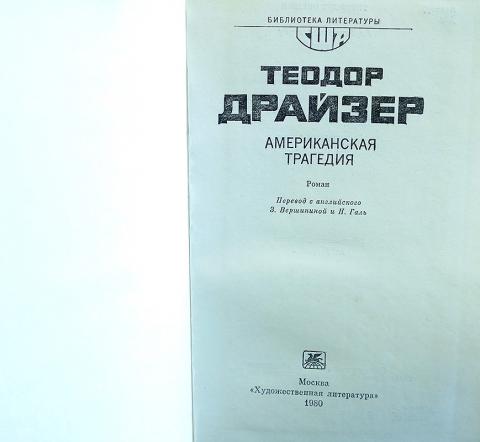 БИБЛИОТЕКА ЛИТЕРАТУРЫ
США
ТЕОДОР
ДРАЙЗЕР
АМЕРИКАНСКАЯ
ТРАГЕДИЯ
Роман
Перевод с английского
З. Вершининой и Н. Галь
Москва
«Художественная литература»
1980